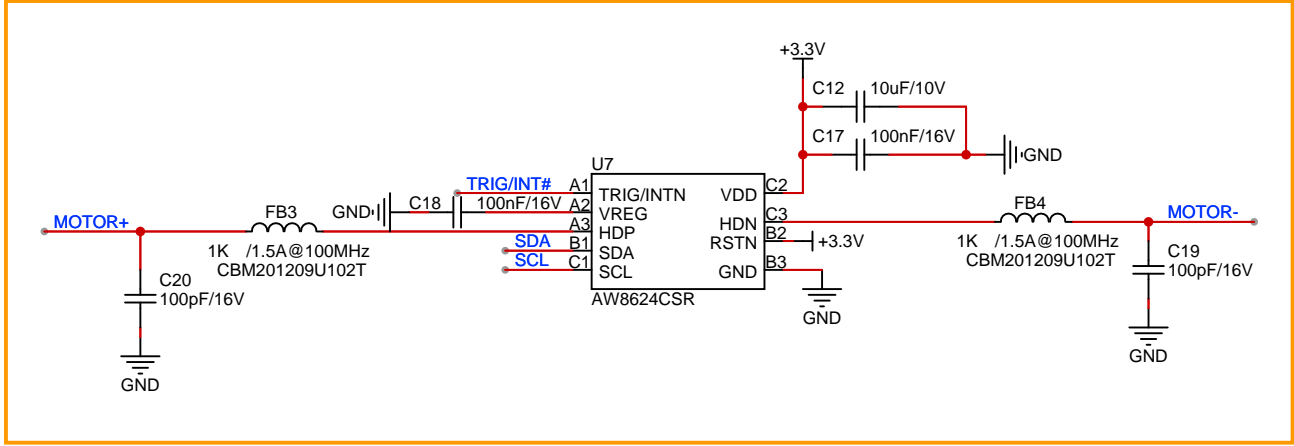 +3.3V
C12 10uF/10V
C17 100nF/16V
GND
U7
TRIG/INT# A1 TRIG/INTN VDD C2
GND C18 100nF/16V A2 VREG
MOTOR+ FB3 A3 HDP HDN C3 FB4 MOTOR-
1K /1.5A@100MHz
CBM201209U102T
SDA B1 SDA RSTN B2 +3.3V
1K /1.5A@100MHz
CBM201209U102T
SCL C1 SCL GND B3
AW8624CSR
GND
C20
100pF/16V
GND
C19
100pF/16V
GND